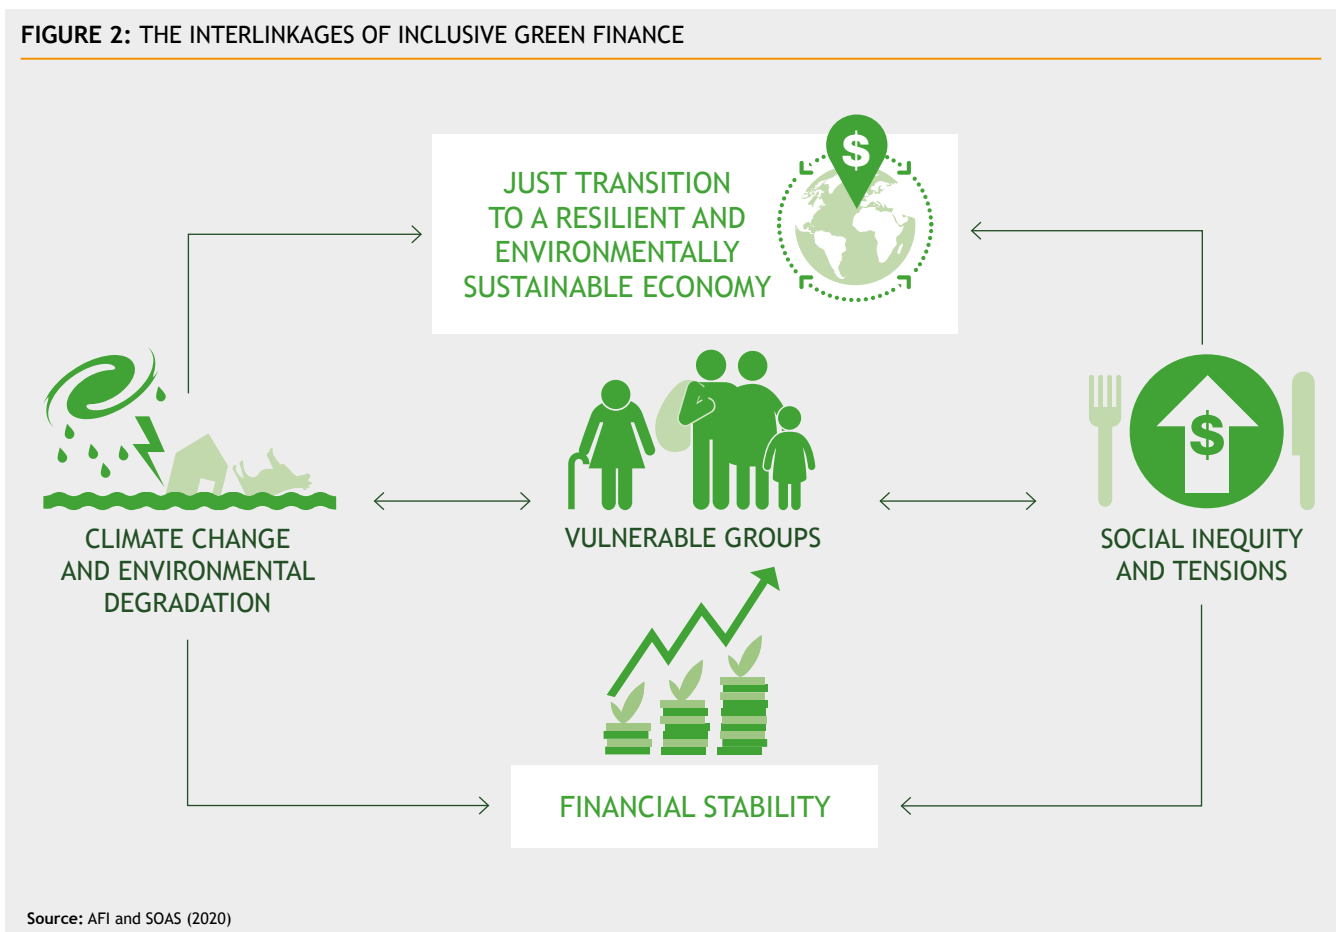 FIGURE 2: THE INTERLINKAGES OF INCLUSIVE GREEN FINANCE
$
JUST TRANSITION
TO A RESILIENT AND
ENVIRONMENTALLY
SUSTAINABLE ECONOMY
$
CLIMATE CHANGE
AND ENVIRONMENTAL
DEGRADATION
VULNERABLE GROUPS
SOCIAL INEQUITY
AND TENSIONS
FINANCIAL STABILITY
Source: AFI and SOAS (2020)